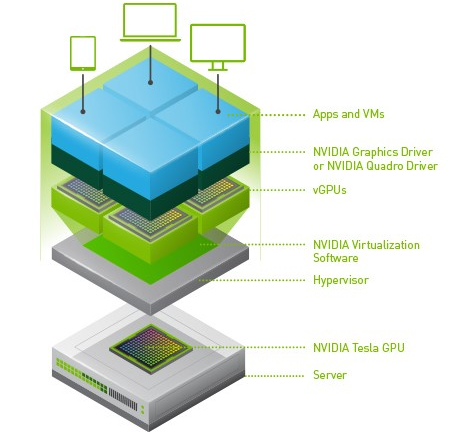 Apps and VMs
NVIDIA Graphics Driver
or NVIDIA Quadro Driver
vGPUs
NVIDIA Virtualization
Software
Hypervisor
NVIDIA Tesla GPU
Server